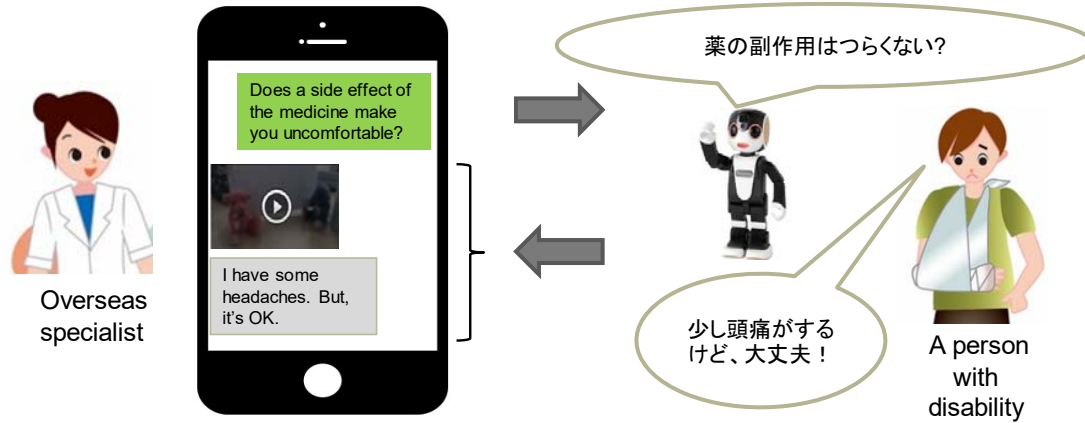 Does a side effect of
the medicine make
you uncomfortable?
I have some
headaches. But,
it's OK.
Overseas
specialist
薬の副作用はつらくない?
少し頭痛がする
けど、大丈夫！
A person
with
disability